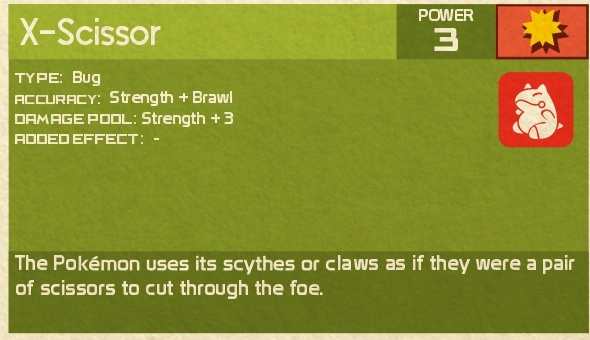 X-Scissor
POWER
3
TYPE: Bug
ACCURACY: Strength + Brawl
DAMAGE POOL: Strength + 3
ADDED EFFECT: -
The Pokémon uses its scythes or claws as if they were a pair
of scissors to cut through the foe.